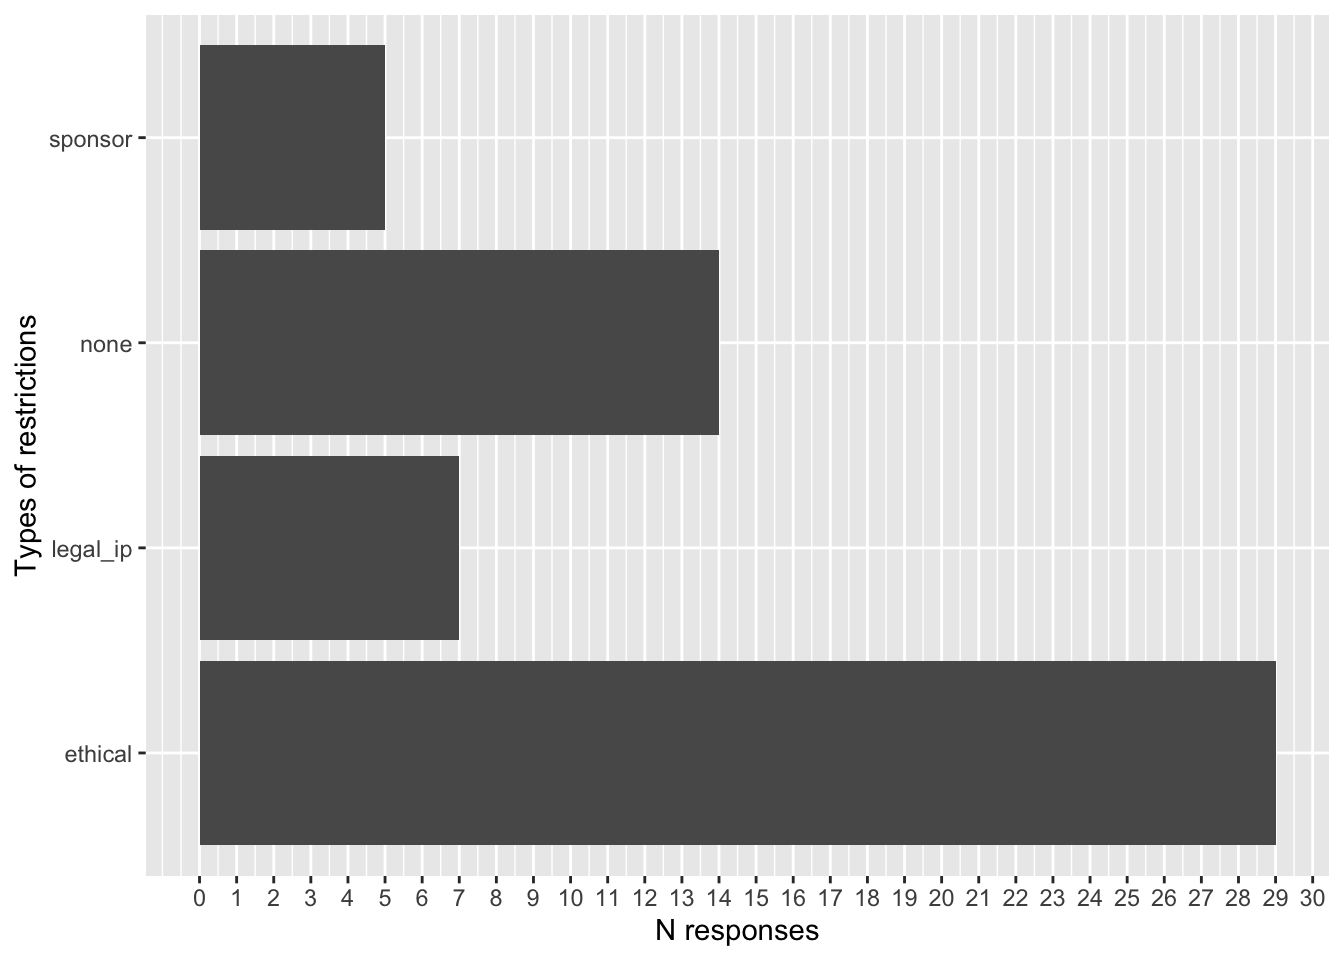 Types of restrictions
sponsor
none
legal_ip
ethical
0 1 2 3 4 5 6 7 8 9 10 11 12 13 14 15 16 17 18 19 20 21 22 23 24 25 26 27 28 29 30
N responses